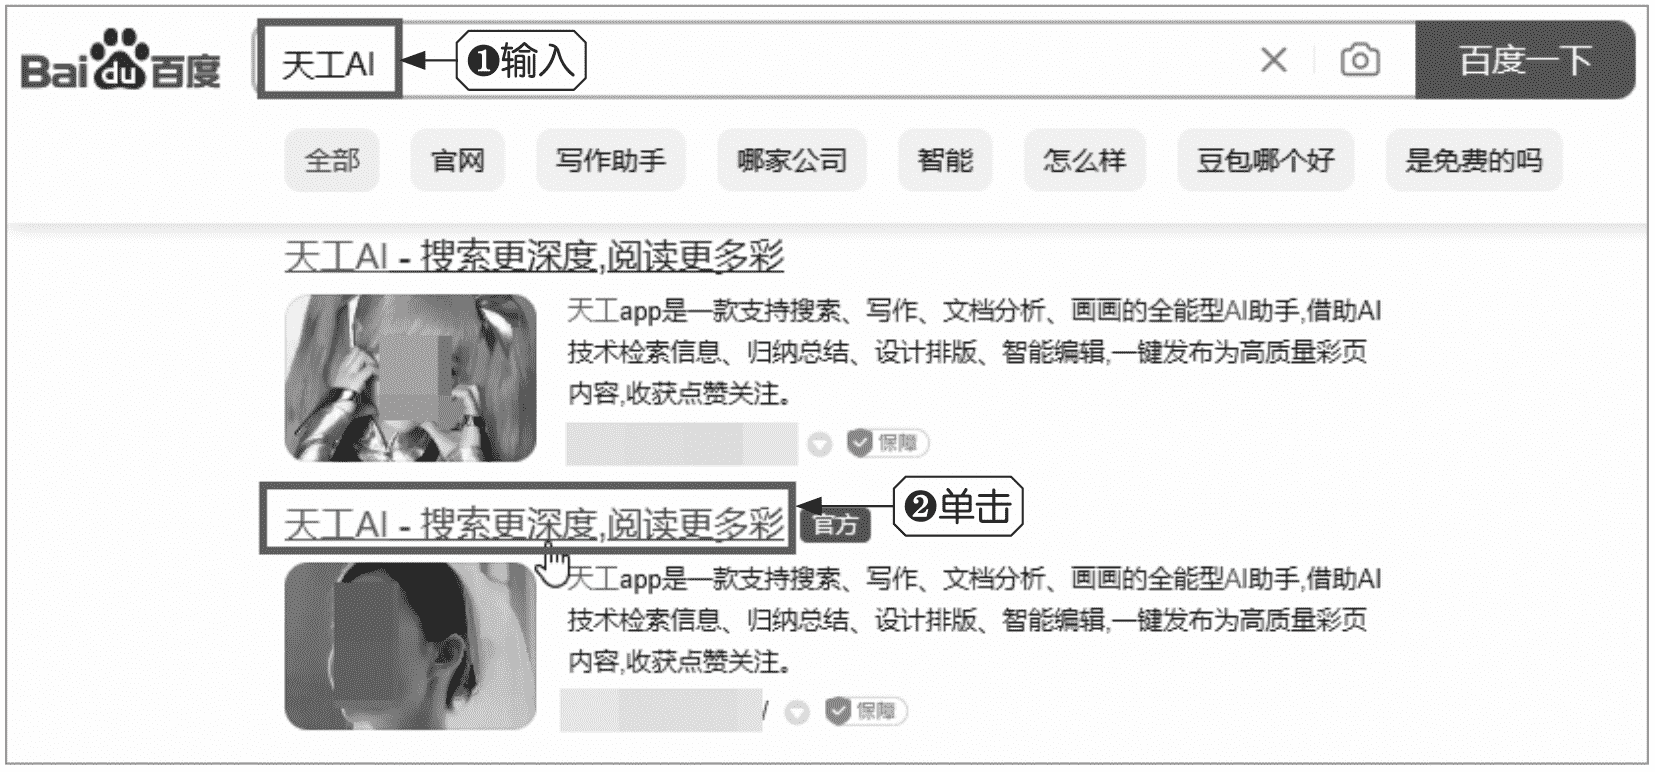 Bai du 百度
天工AI
❶输入
百度一下
全部 官网 写作助手 哪家公司 智能 怎么样 豆包哪个好 是免费的吗
天工AI - 搜索更深度,阅读更多彩
天工app是一款支持搜索、写作、文档分析、画画的全能型AI助手,借助AI
技术检索信息、归纳总结、设计排版、智能编辑,一键发布为高质量彩页
内容,收获点赞关注。
保障
天工AI - 搜索更深度,阅读更多彩
官方
❷单击
天工app是一款支持搜索、写作、文档分析、画画的全能型AI助手,借助AI
技术检索信息、归纳总结、设计排版、智能编辑,一键发布为高质量彩页
内容,收获点赞关注。
/ 保障